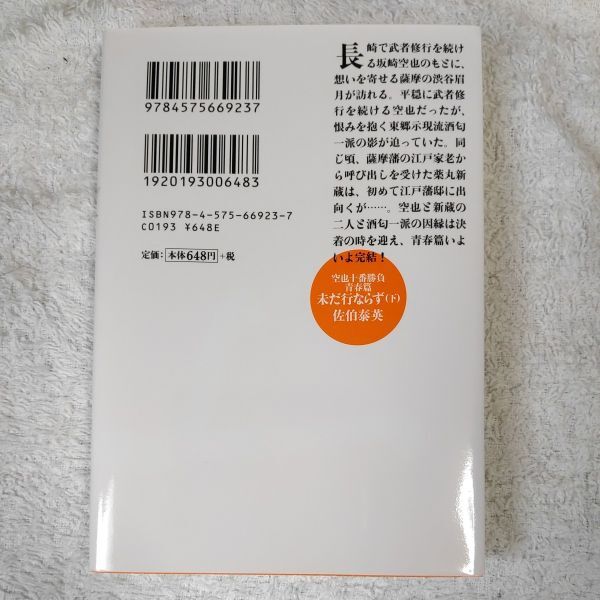 長崎で武者修行を続け
る坂崎空也のもとに、
想いを寄せる薩摩の渋谷眉
月が訪れる。平穏に武者修
行を続ける空也だったが、
恨みを抱く東郷示現流酒匂
一派の影が迫っていた。同
じ頃、薩摩藩の江戸家老か
ら呼び出しを受けた薬丸新
蔵は、初めて江戸藩邸に出
向くが……。空也と新蔵の
二人と酒匂一派の因縁は決
着の時を迎え、青春篇いよ
いよ完結!
9784575669237
1920193006483
ISBN978-4-575-66923-7
C0193 ¥648E
定価:本体648円+税
空也十番勝負
青春篇
未だ行ならず(下)
佐伯泰英